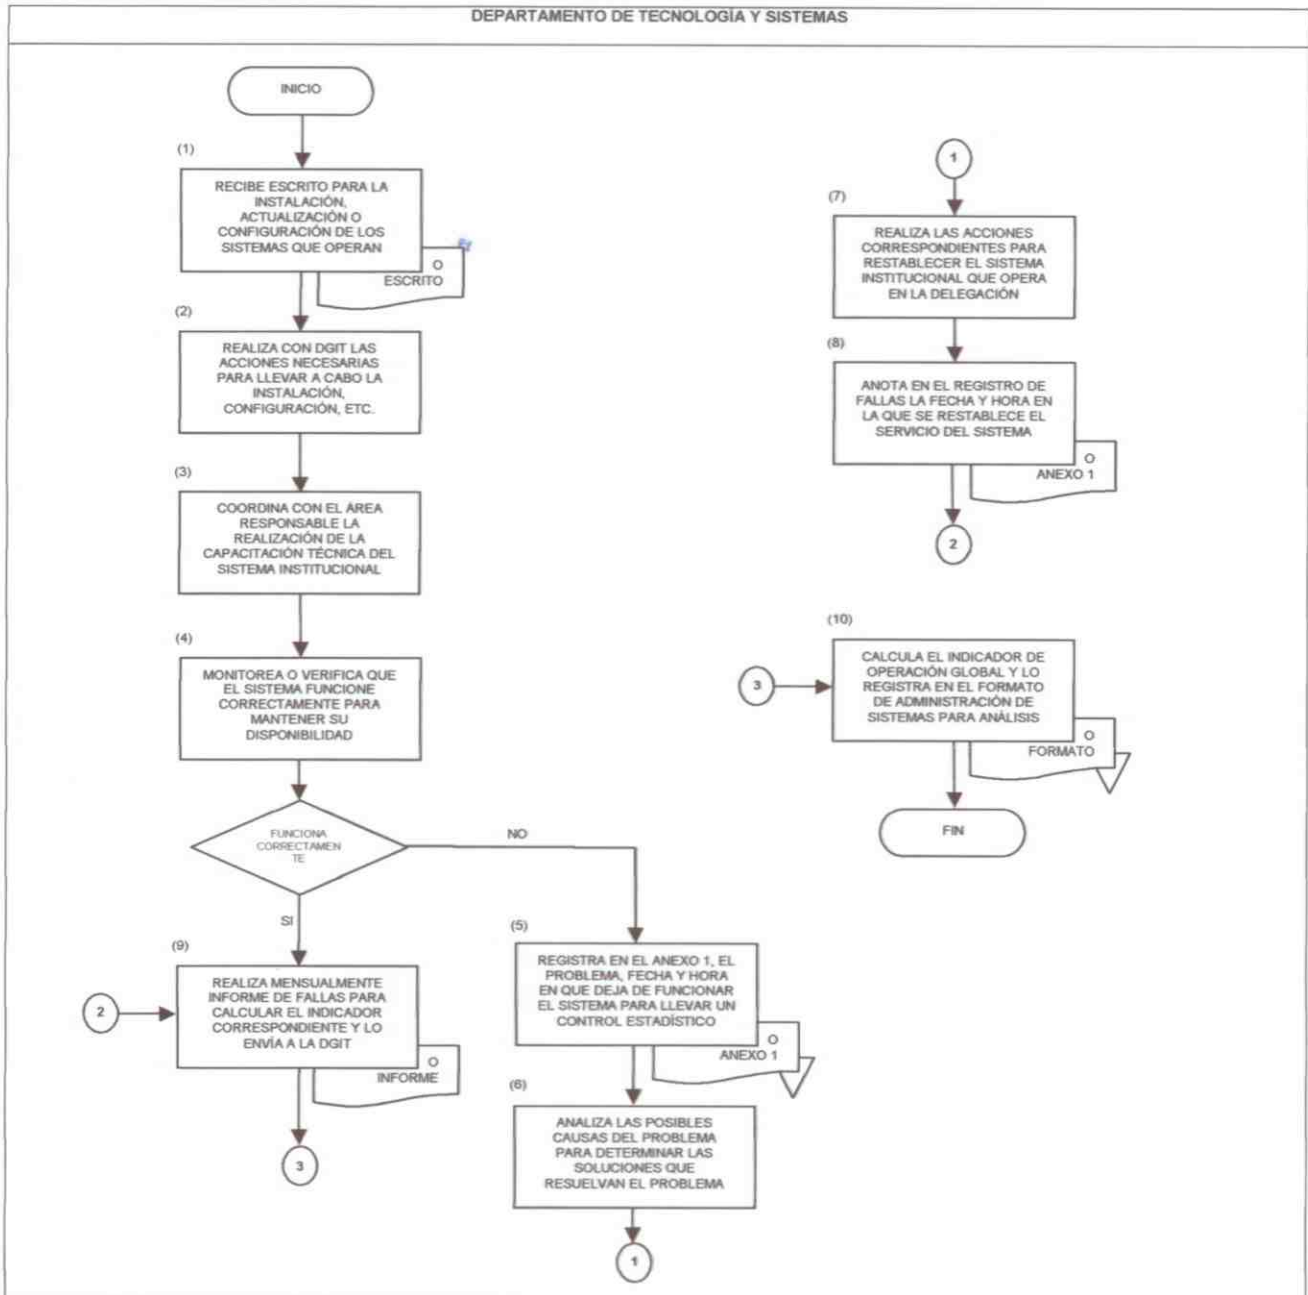 DEPARTAMENTO DE TECNOLOGÍA Y SISTEMAS
INICIO
(1)
RECIBE ESCRITO PARA LA
INSTALACIÓN,
ACTUALIZACIÓN O
CONFIGURACIÓN DE LOS
SISTEMAS QUE OPERAN
O
ESCRITO
(2)
REALIZA CON DGIT LAS
ACCIONES NECESARIAS
PARA LLEVAR A CABO LA
INSTALACIÓN,
CONFIGURACIÓN, ETC.
(3)
COORDINA CON EL ÁREA
RESPONSABLE LA
REALIZACIÓN DE LA
CAPACITACIÓN TÉCNICA DEL
SISTEMA INSTITUCIONAL
(4)
MONITOREA O VERIFICA QUE
EL SISTEMA FUNCIONE
CORRECTAMENTE PARA
MANTENER SU
DISPONIBILIDAD
FUNCIONA
CORRECTAMEN
TE
NO
SI
(9)
REALIZA MENSUALMENTE
INFORME DE FALLAS PARA
CALCULAR EL INDICADOR
CORRESPONDIENTE Y LO
ENVÍA A LA DGIT
2
O
INFORME
3
(5)
REGISTRA EN EL ANEXO 1, EL
PROBLEMA, FECHA Y HORA
EN QUE DEJA DE FUNCIONAR
EL SISTEMA PARA LLEVAR UN
CONTROL ESTADÍSTICO
O
ANEXO 1
(6)
ANALIZA LAS POSIBLES
CAUSAS DEL PROBLEMA
PARA DETERMINAR LAS
SOLUCIONES QUE
RESUELVAN EL PROBLEMA
1
1
(7)
REALIZA LAS ACCIONES
CORRESPONDIENTES PARA
RESTABLECER EL SISTEMA
INSTITUCIONAL QUE OPERA
EN LA DELEGACIÓN
(8)
ANOTA EN EL REGISTRO DE
FALLAS LA FECHA Y HORA EN
LA QUE SE RESTABLECE EL
SERVICIO DEL SISTEMA
O
ANEXO 1
2
(10)
3
CALCULA EL INDICADOR DE
OPERACIÓN GLOBAL Y LO
REGISTRA EN EL FORMATO
DE ADMINISTRACIÓN DE
SISTEMAS PARA ANÁLISIS
O
FORMATO
FIN